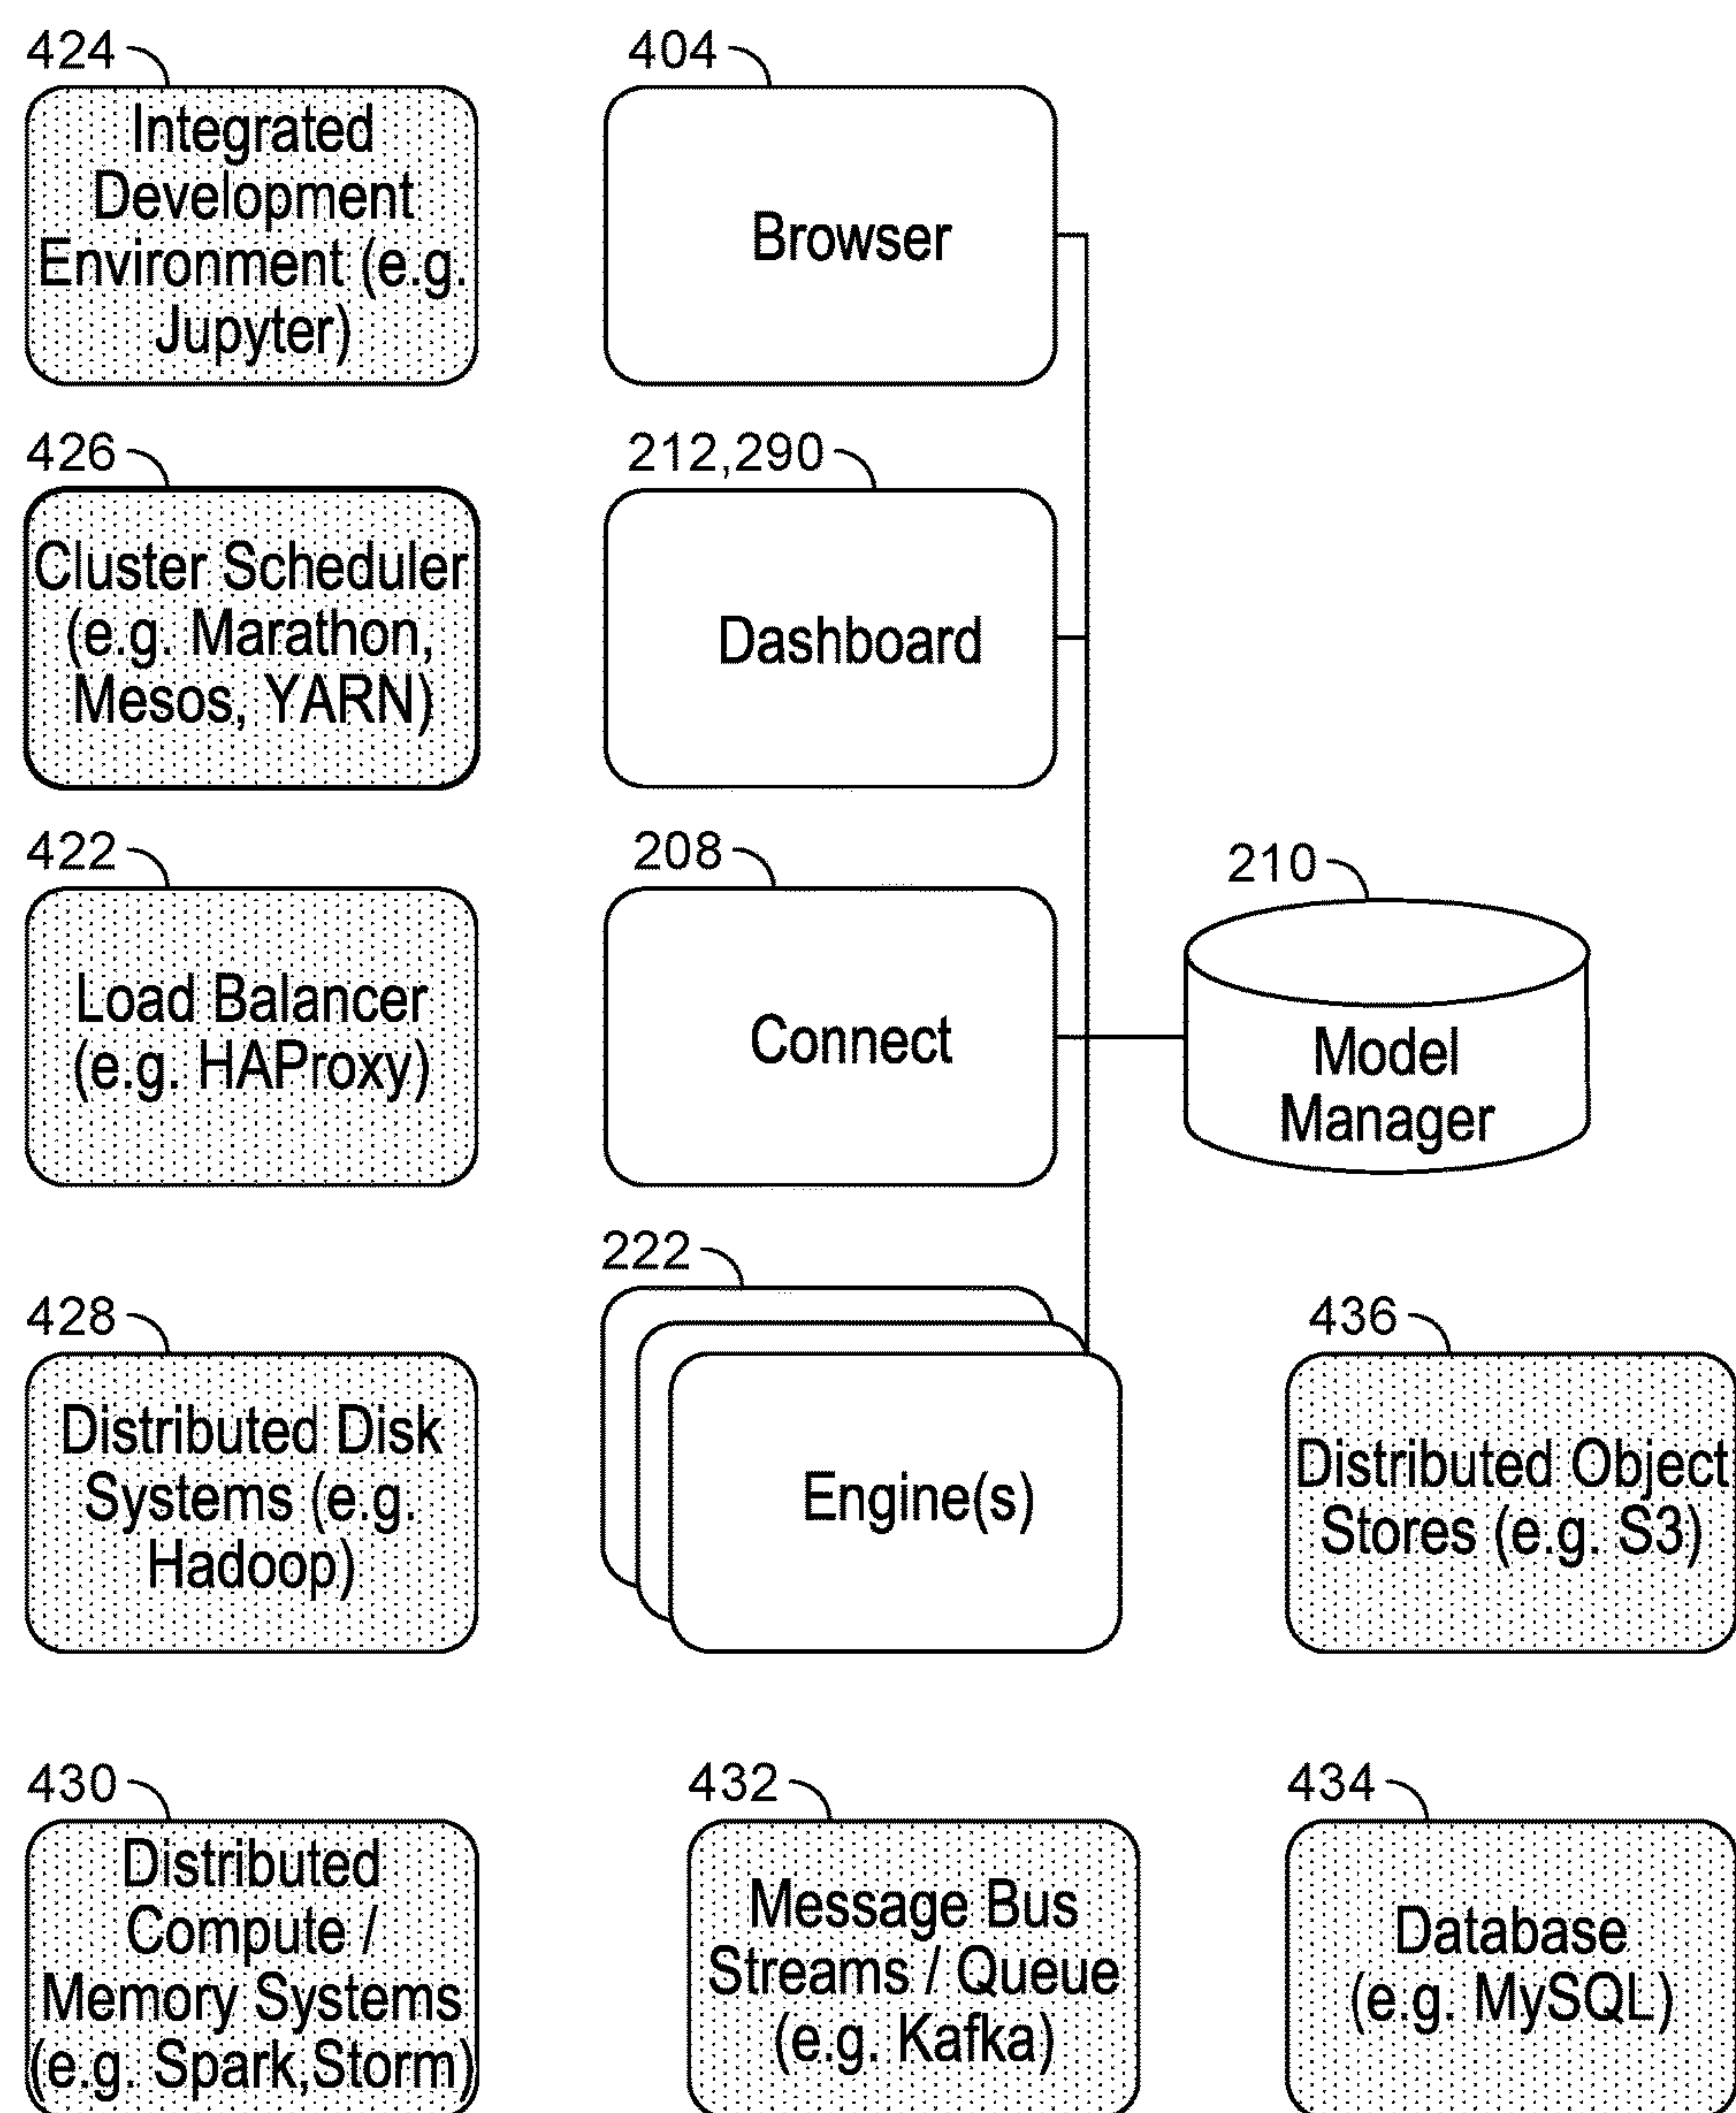 424
Integrated
Development
Environment (e.g.
Jupyter)
404
Browser
426
Cluster Scheduler
(e.g. Marathon,
Mesos, YARN)
212,290
Dashboard
422
Load Balancer
(e.g. HAProxy)
208
Connect
210
Model
Manager
428
Distributed Disk
Systems (e.g.
Hadoop)
222
Engine(s)
436
Distributed Object
Stores (e.g. S3)
430
Distributed
Compute /
Memory Systems
(e.g. Spark,Storm)
432
Message Bus
Streams / Queue
(e.g. Kafka)
434
Database
(e.g. MySQL)